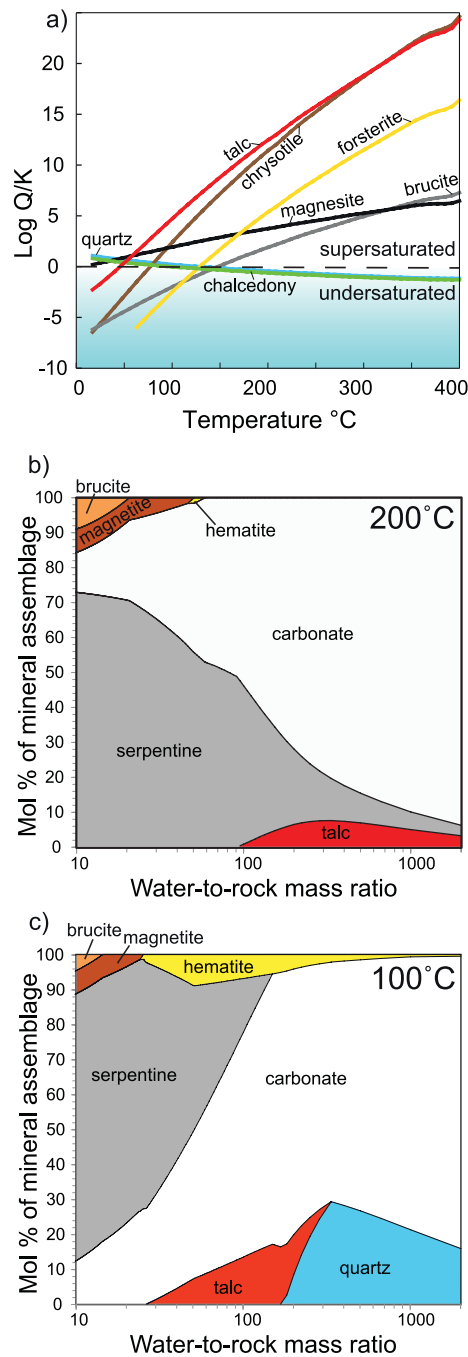 a)
25
20
15
10
5
0
-5
-10
Log Q/K
talc
chrysotile
forsterite
magnesite
brucite
quartz
chalcedony
supersaturated
undersaturated
0
100
200
300
400
Temperature °C
b)
brucite
magnetite
hematite
200°C
carbonate
serpentine
talc
100
90
80
70
60
50
40
30
20
10
0
Mol % of mineral assemblage
10
100
1000
Water-to-rock mass ratio
c)
brucite
magnetite
hematite
100°C
serpentine
carbonate
talc
quartz
100
90
80
70
60
50
40
30
20
10
0
Mol % of mineral assemblage
10
100
1000
Water-to-rock mass ratio